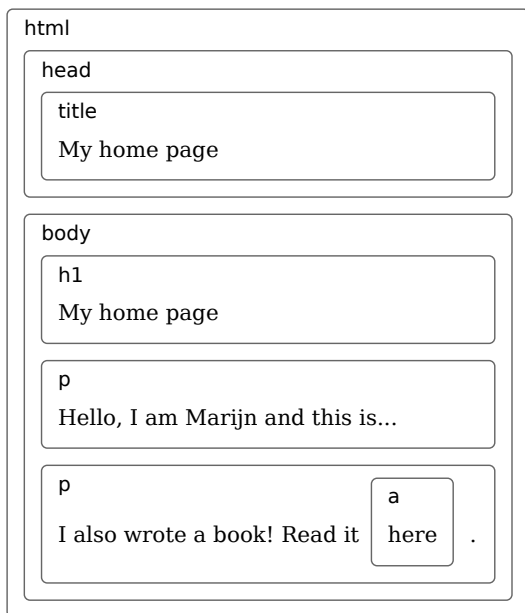 html
head
title
My home page
body
h1
My home page
p
Hello, I am Marijn and this is...
p
a
I also wrote a book! Read it here .